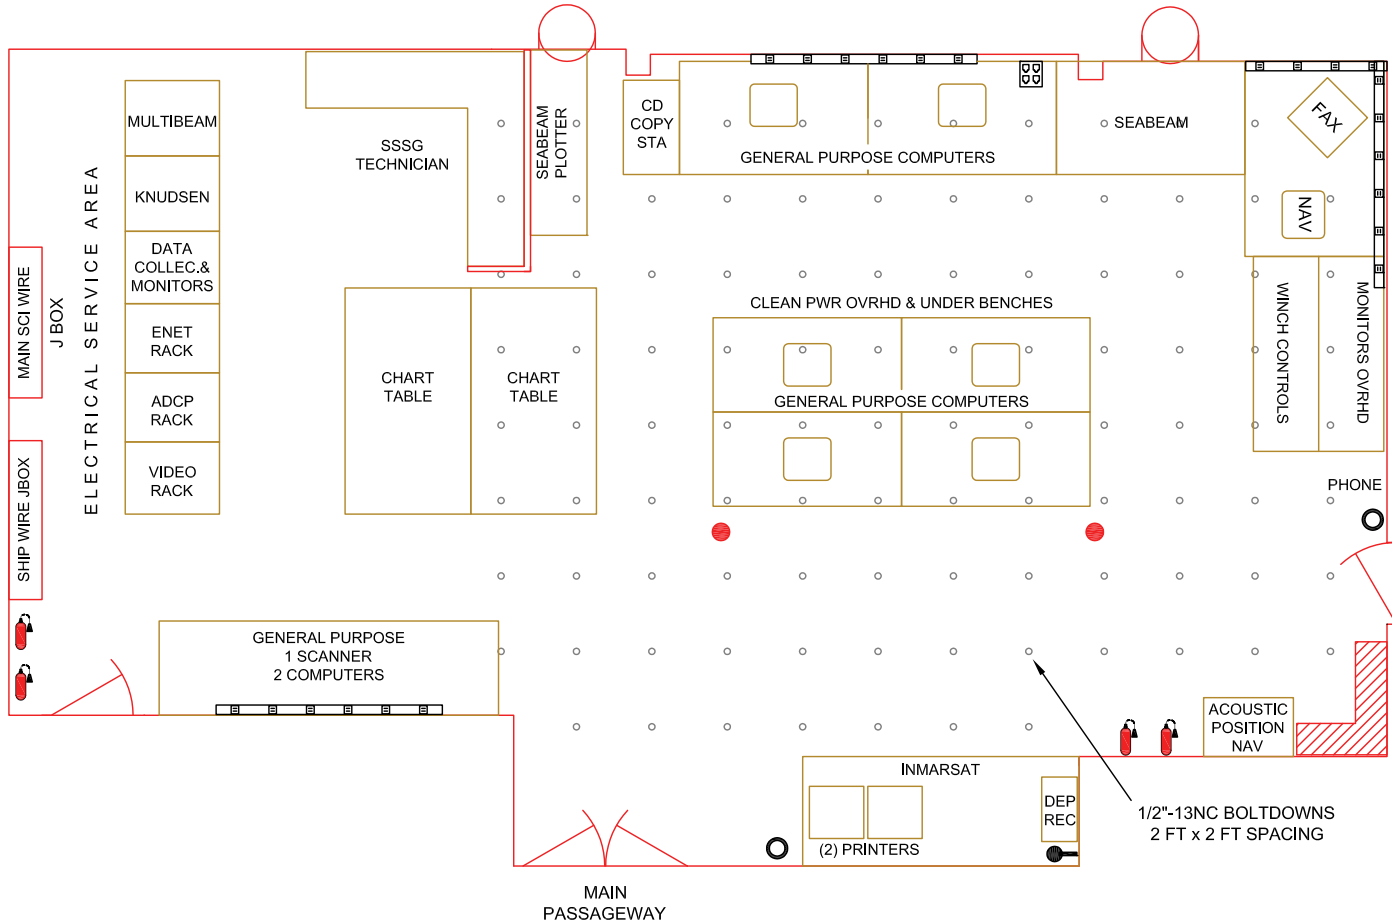 MULTIBEAM
KNUDSEN
DATA
COLLEC.&
MONITORS
ENET
RACK
ADCP
RACK
VIDEO
RACK
ELECTRICAL SERVICE AREA
MAIN SCI WIRE
J BOX
SHIP WIRE JBOX
SSSG
TECHNICIAN
SEABEAM
PLOTTER
CD
COPY
STA
GENERAL PURPOSE COMPUTERS
SEABEAM
FAX
NAV
CHART
TABLE
CHART
TABLE
CLEAN PWR OVRHD & UNDER BENCHES
GENERAL PURPOSE COMPUTERS
WINCH CONTROLS
MONITORS OVRHD
PHONE
GENERAL PURPOSE
1 SCANNER
2 COMPUTERS
ACOUSTIC
POSITION
NAV
INMARSAT
DEP
REC
(2) PRINTERS
1/2"-13NC BOLTDOWNS
2 FT x 2 FT SPACING
MAIN
PASSAGEWAY